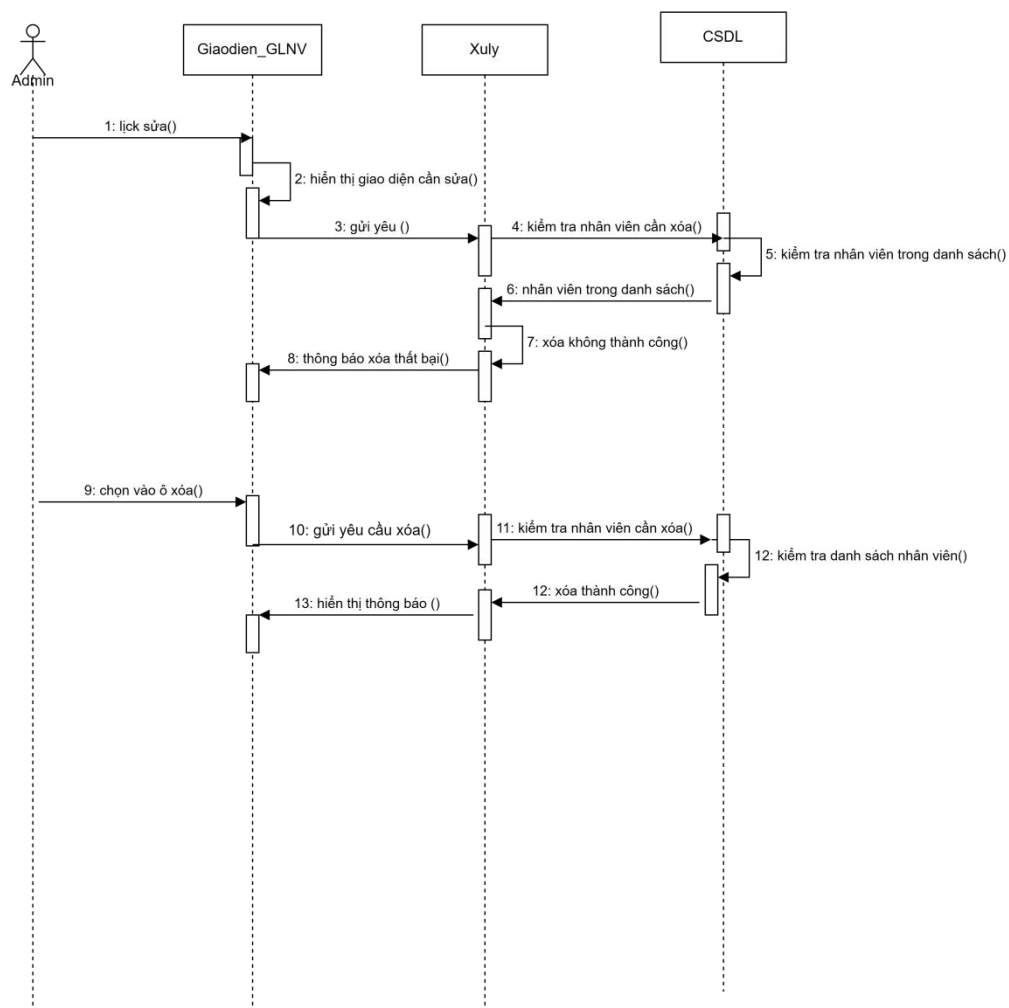 Admin
Giaodien_GLNV
Xuly
CSDL
1: lịck sửa()
2: hiển thị giao diện cần sửa()
3: gửi yêu ()
4: kiểm tra nhân viên cần xóa()
5: kiểm tra nhân viên trong danh sách()
6: nhân viên trong danh sách()
7: xóa không thành công()
8: thông báo xóa thất bại()
9: chọn vào ô xóa()
10: gửi yêu cầu xóa()
11: kiểm tra nhân viên cần xóa()
12: kiểm tra danh sách nhân viên()
12: xóa thành công()
13: hiển thị thông báo ()